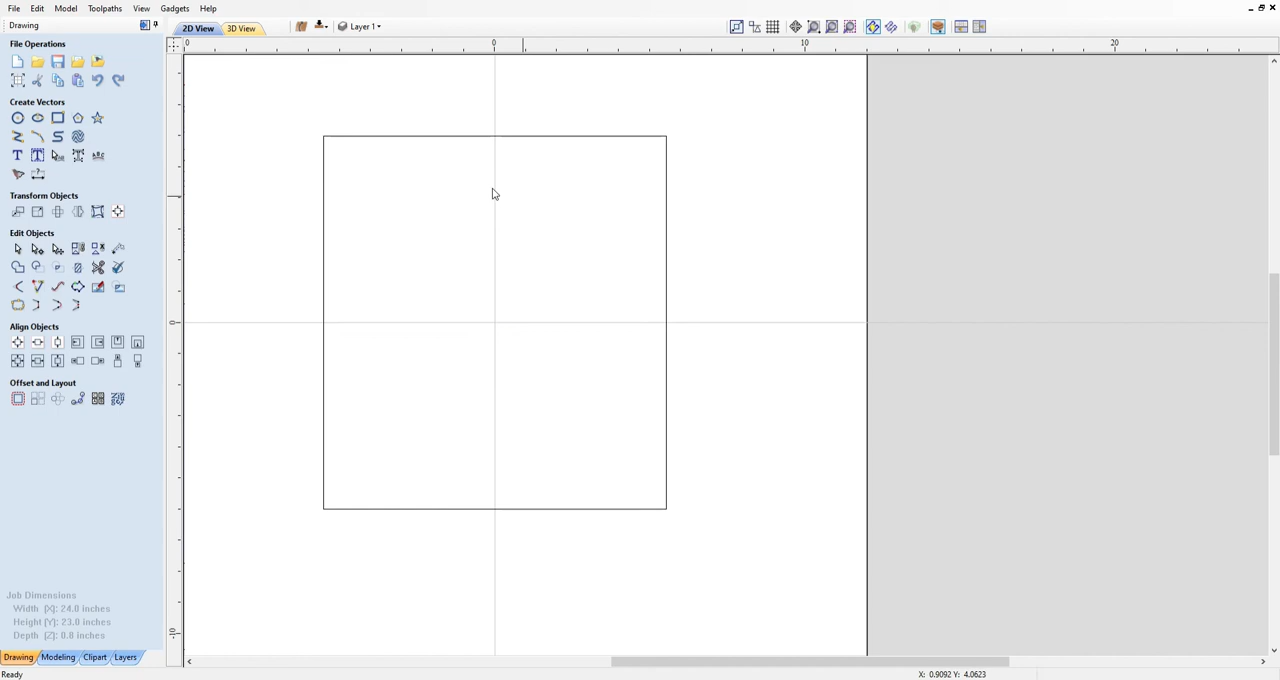 File Edit Model Toolpaths View Gadgets Help
Drawing
2D View 3D View
Layer 1
File Operations
0 0 10 20
Create Vectors
Transform Objects
Edit Objects
0
Align Objects
Offset and Layout
Job Dimensions
Width (X): 24.0 inches
Height (Y): 23.0 inches
Depth (Z): 0.8 inches
-10
Drawing Modeling Clipart Layers
Ready
X: 0.9092 Y: 4.0623